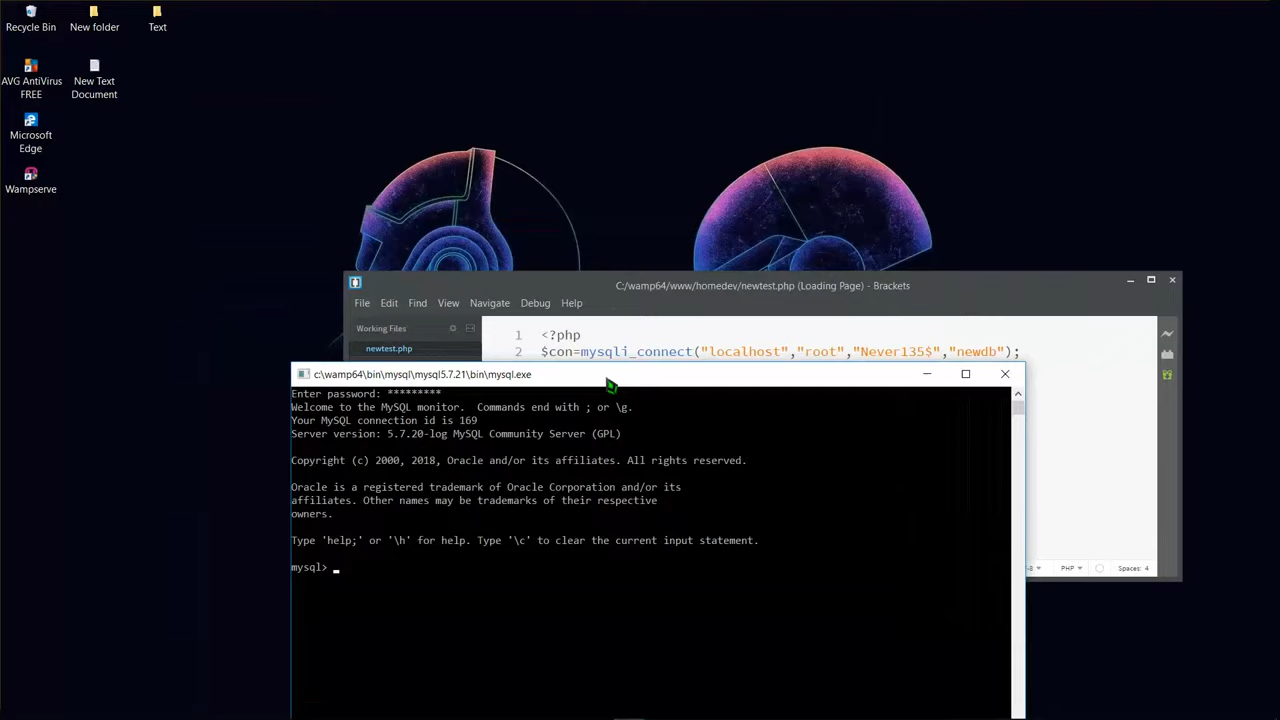 Recycle Bin
New folder
Text
AVG AntiVirus
FREE
New Text
Document
Microsoft
Edge
Wampserve
C:/wamp64/www/homedev/newtest.php (Loading Page) - Brackets
File Edit Find View Navigate Debug Help
Working Files
newtest.php
1 <?php
2 $con=mysqli_connect("localhost","root","Never135$","newdb");
c:\wamp64\bin\mysql\mysql5.7.21\bin\mysql.exe
Enter password: *********
Welcome to the MySQL monitor.  Commands end with ; or \g.
Your MySQL connection id is 169
Server version: 5.7.20-log MySQL Community Server (GPL)
Copyright (c) 2000, 2018, Oracle and/or its affiliates. All rights reserved.
Oracle is a registered trademark of Oracle Corporation and/or its
affiliates. Other names may be trademarks of their respective
owners.
Type 'help;' or '\h' for help. Type '\c' to clear the current input statement.
mysql> _
-8 PHP Spaces: 4